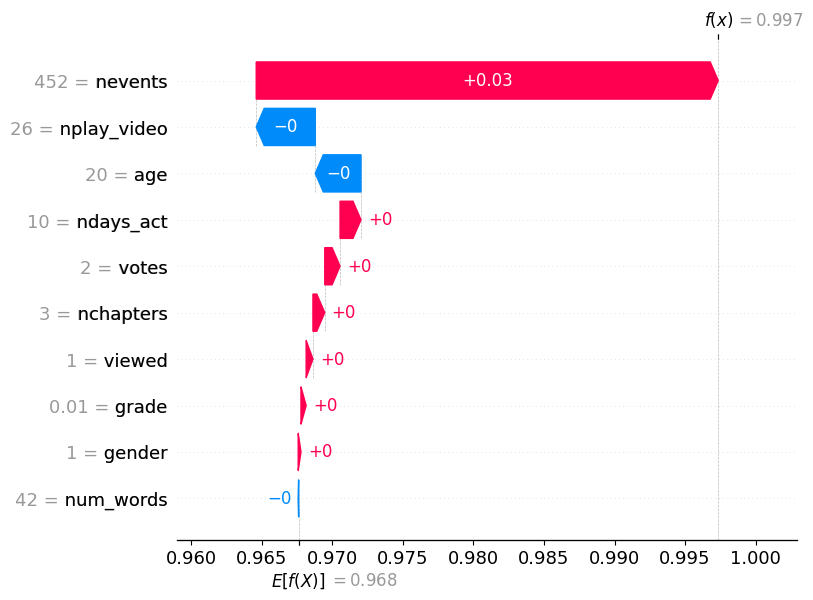 f(x) = 0.997
452 = nevents +0.03
26 = nplay_video −0
20 = age −0
10 = ndays_act +0
2 = votes +0
3 = nchapters +0
1 = viewed +0
0.01 = grade +0
1 = gender +0
42 = num_words −0
0.960 0.965 0.970 0.975 0.980 0.985 0.990 0.995 1.000
E[f(X)] = 0.968